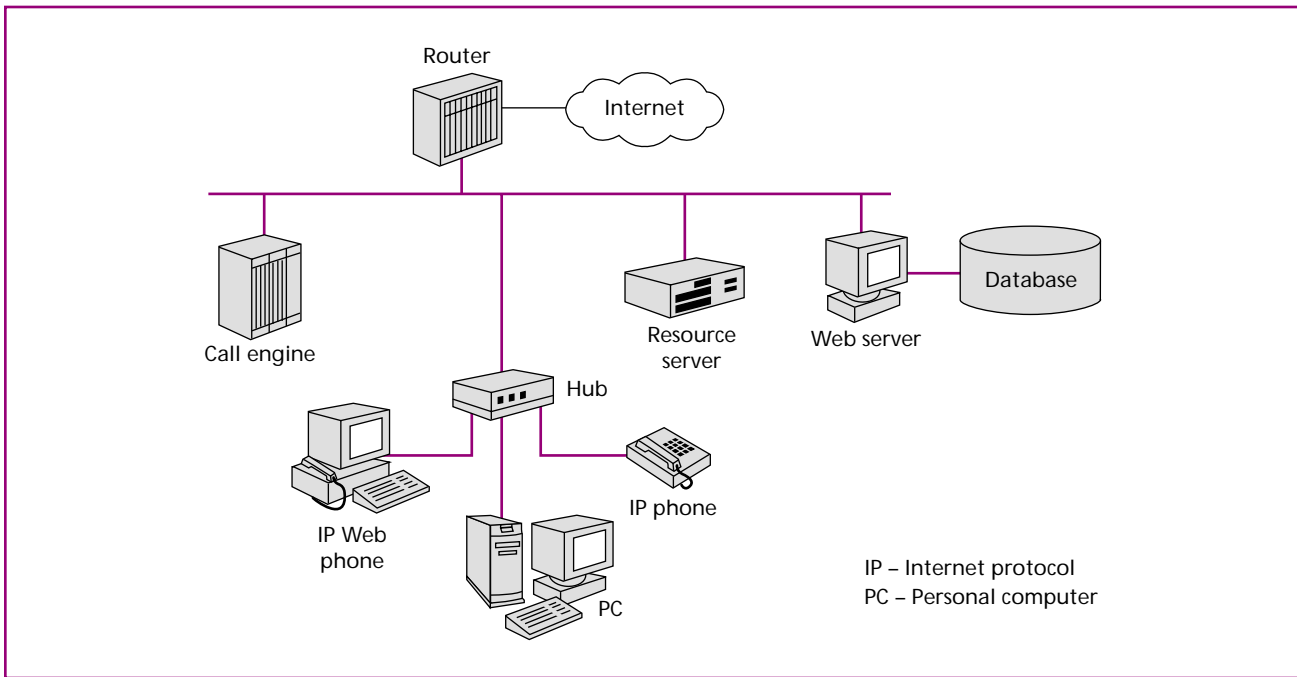 Router
Internet
Call engine
Resource
server
Web server
Database
Hub
IP Web
phone
IP phone
PC
IP – Internet protocol
PC – Personal computer